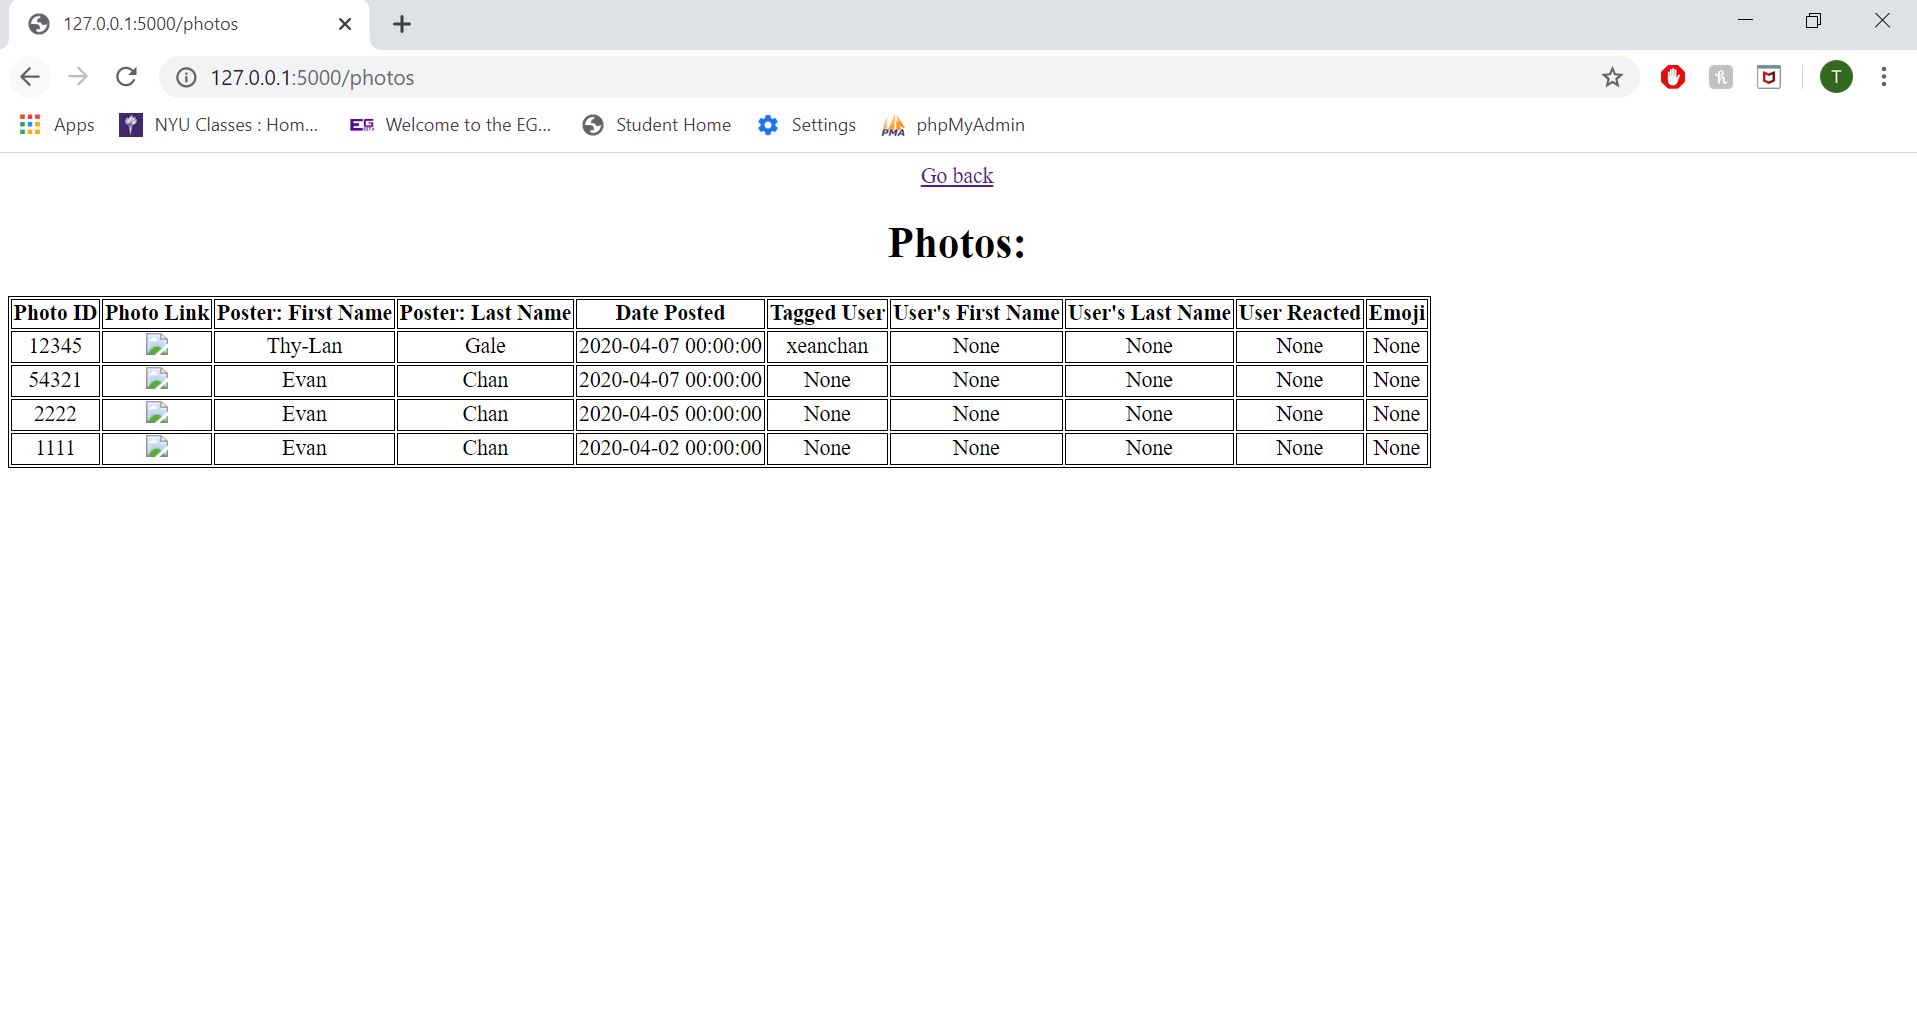 127.0.0.1:5000/photos
127.0.0.1:5000/photos
T
Apps NYU Classes : Hom... EG Welcome to the EG... Student Home Settings PMA phpMyAdmin
Go back
Photos:
Photo ID Photo Link Poster: First Name Poster: Last Name Date Posted Tagged User User's First Name User's Last Name User Reacted Emoji
12345 Thy-Lan Gale 2020-04-07 00:00:00 xeanchan None None None None
54321 Evan Chan 2020-04-07 00:00:00 None None None None None
2222 Evan Chan 2020-04-05 00:00:00 None None None None None
1111 Evan Chan 2020-04-02 00:00:00 None None None None None